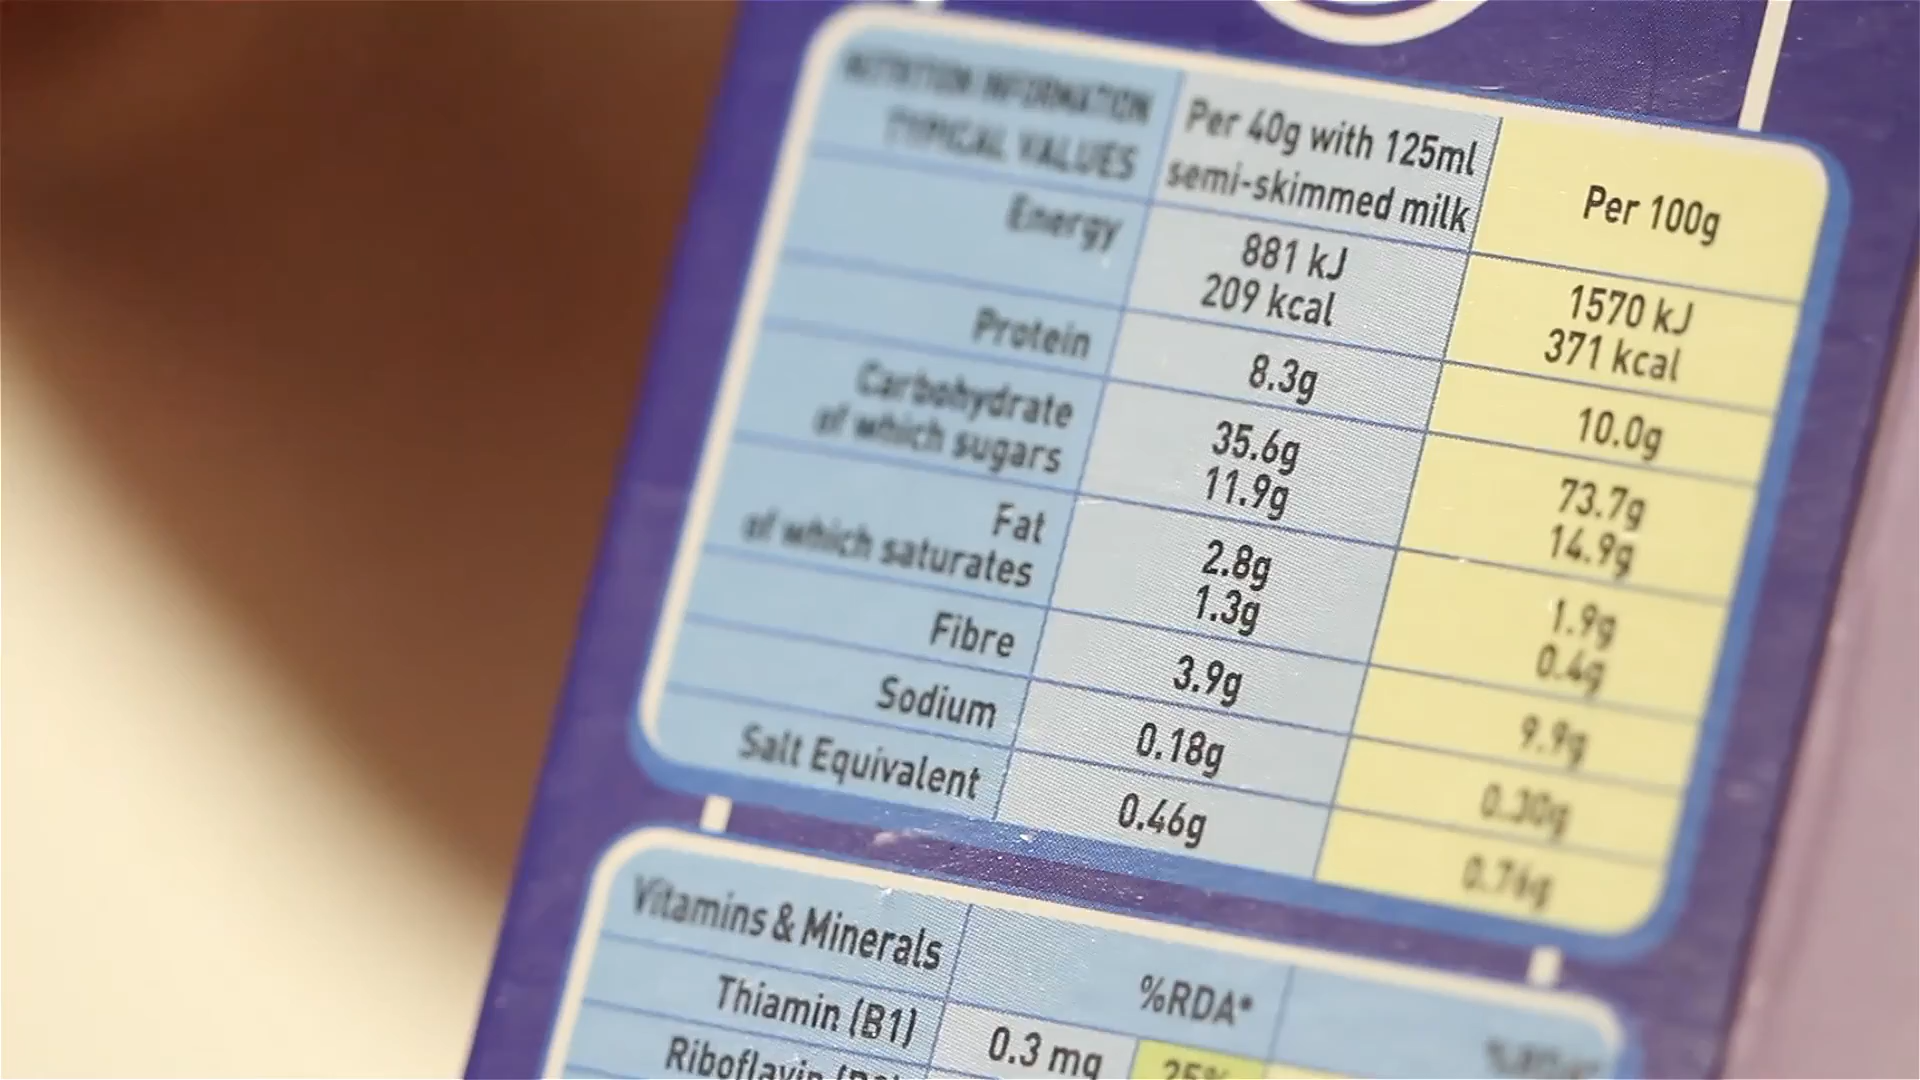 NUTRITION INFORMATION
TYPICAL VALUES
Per 40g with 125ml
semi-skimmed milk
Per 100g
Energy
881 kJ
209 kcal
1570 kJ
371 kcal
Protein
8.3g
10.0g
Carbohydrate
of which sugars
35.6g
11.9g
73.7g
14.9g
Fat
of which saturates
2.8g
1.3g
1.9g
0.4g
Fibre
3.9g
9.9g
Sodium
0.18g
0.30g
Salt Equivalent
0.46g
0.76g
Vitamins & Minerals
%RDA*
Thiamin (B1)
0.3 mg
25%
Riboflavin